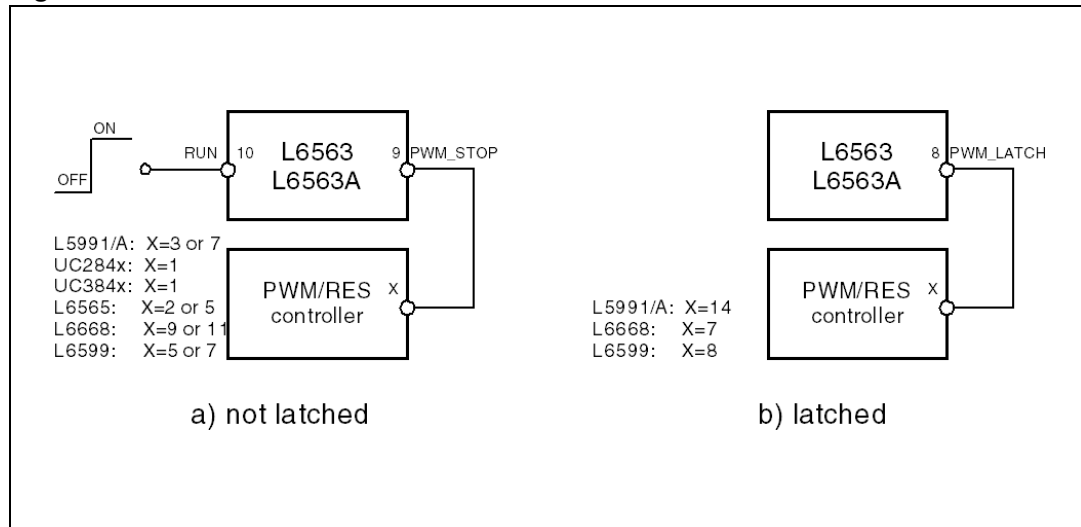 ON
OFF
RUN 10
L6563
L6563A
9 PWM_STOP
L5991/A: X=3 or 7
UC284x: X=1
UC384x: X=1
L6565: X=2 or 5
L6668: X=9 or 11
L6599: X=5 or 7
PWM/RES X
controller
a) not latched
L6563
L6563A
8 PWM_LATCH
L5991/A: X=14
L6668: X=7
L6599: X=8
PWM/RES X
controller
b) latched